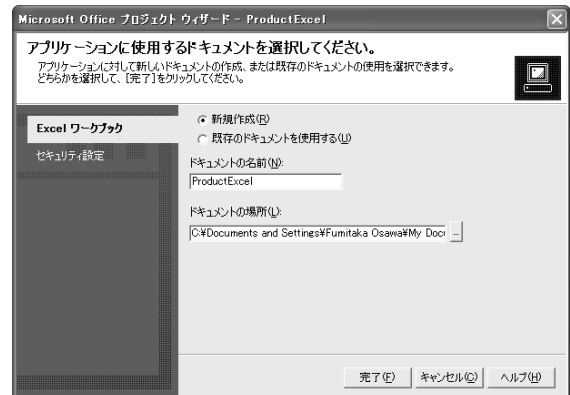 Microsoft Office プロジェクト ウィザード - ProductExcel
アプリケーションに使用するドキュメントを選択してください。
アプリケーションに対して新しいドキュメントの作成、または既存のドキュメントの使用を選択できます。
どちらかを選択して、[完了]をクリックしてください。
Excel ワークブック
セキュリティ設定
新規作成(R)
既存のドキュメントを使用する(U)
ドキュメントの名前(N):
ProductExcel
ドキュメントの場所(L):
C:¥Documents and Settings¥Fumitaka Osawa¥My Doc
...
完了(F)
キャンセル(C)
ヘルプ(H)